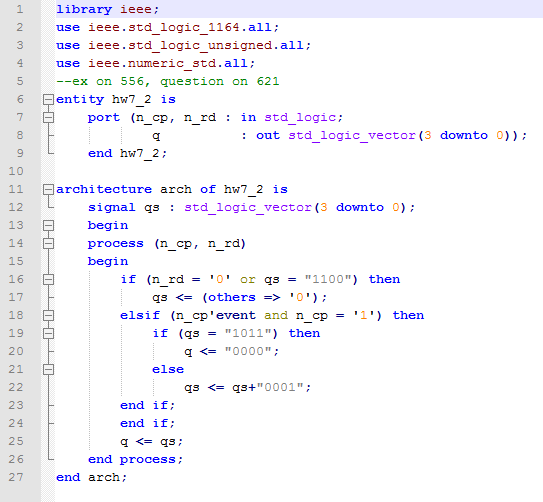 1 library ieee;
2 use ieee.std_logic_1164.all;
3 use ieee.std_logic_unsigned.all;
4 use ieee.numeric_std.all;
5 --ex on 556, question on 621
6 entity hw7_2 is
7 port (n_cp, n_rd : in std_logic;
8 q : out std_logic_vector(3 downto 0));
9 end hw7_2;
10
11 architecture arch of hw7_2 is
12 signal qs : std_logic_vector(3 downto 0);
13 begin
14 process (n_cp, n_rd)
15 begin
16 if (n_rd = '0' or qs = "1100") then
17 qs <= (others => '0');
18 elsif (n_cp'event and n_cp = '1') then
19 if (qs = "1011") then
20 q <= "0000";
21 else
22 qs <= qs+"0001";
23 end if;
24 end if;
25 q <= qs;
26 end process;
27 end arch;